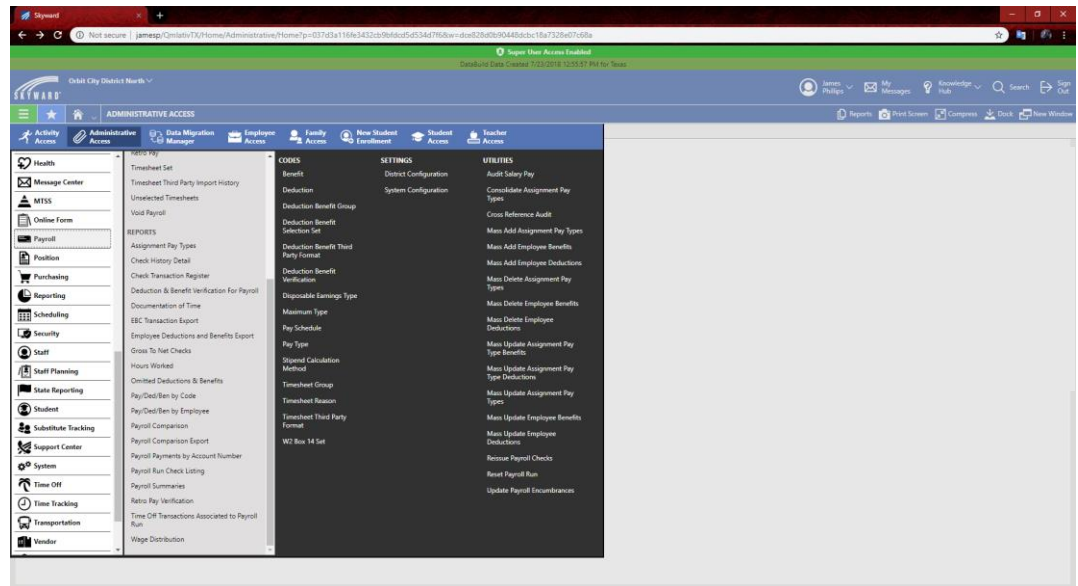 Skyward
Not secure | jamesp/QmlativTX/Home/Administrative/Home?p=037d3a116fe3432cb9bfdcd5d534d7f6&w=dce828d0b90448dcbc18a7328e07c68a
Super User Access Enabled
DataBuild Data Created 7/23/2018 12:55:57 PM for Texas
SKYWARD
Orbit City District North
James Phillips
My Messages
Knowledge Hub
Search
Sign Out
ADMINISTRATIVE ACCESS
Reports
Print Screen
Compress
Dock
New Window
Activity Access
Administrative Access
Data Migration Manager
Employee Access
Family Access
New Student Enrollment
Student Access
Teacher Access
Health
Message Center
MTSS
Online Form
Payroll
Position
Purchasing
Reporting
Scheduling
Security
Staff
Staff Planning
State Reporting
Student
Substitute Tracking
Support Center
System
Time Off
Time Tracking
Transportation
Vendor
Retro Pay
Timesheet Set
Timesheet Third Party Import History
Unselected Timesheets
Void Payroll
REPORTS
Assignment Pay Types
Check History Detail
Check Transaction Register
Deduction & Benefit Verification For Payroll
Documentation of Time
EBC Transaction Export
Employee Deductions and Benefits Export
Gross To Net Checks
Hours Worked
Omitted Deductions & Benefits
Pay/Ded/Ben by Code
Pay/Ded/Ben by Employee
Payroll Comparison
Payroll Comparison Export
Payroll Payments by Account Number
Payroll Run Check Listing
Payroll Summaries
Retro Pay Verification
Time Off Transactions Associated to Payroll
Run
Wage Distribution
CODES
Benefit
Deduction
Deduction Benefit Group
Deduction Benefit
Selection Set
Deduction Benefit Third
Party Format
Deduction Benefit
Verification
Disposable Earnings Type
Maximum Type
Pay Schedule
Pay Type
Stipend Calculation
Method
Timesheet Group
Timesheet Reason
Timesheet Third Party
Format
W2 Box 14 Set
SETTINGS
District Configuration
System Configuration
UTILITIES
Audit Salary Pay
Consolidate Assignment Pay
Types
Cross Reference Audit
Mass Add Assignment Pay Types
Mass Add Employee Benefits
Mass Add Employee Deductions
Mass Delete Assignment Pay
Types
Mass Delete Employee Benefits
Mass Delete Employee
Deductions
Mass Update Assignment Pay
Type Benefits
Mass Update Assignment Pay
Type Deductions
Mass Update Assignment Pay
Types
Mass Update Employee Benefits
Mass Update Employee
Deductions
Reissue Payroll Checks
Reset Payroll Run
Update Payroll Encumbrances